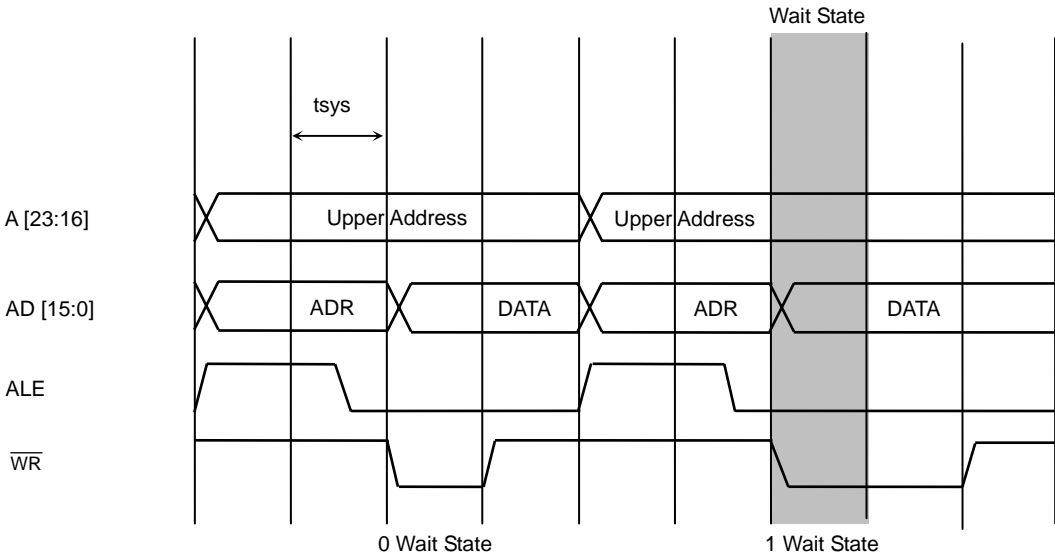 Wait State
tsys
A [23:16]
Upper Address
Upper Address
AD [15:0]
ADR
DATA
ADR
DATA
ALE
WR
0 Wait State
1 Wait State